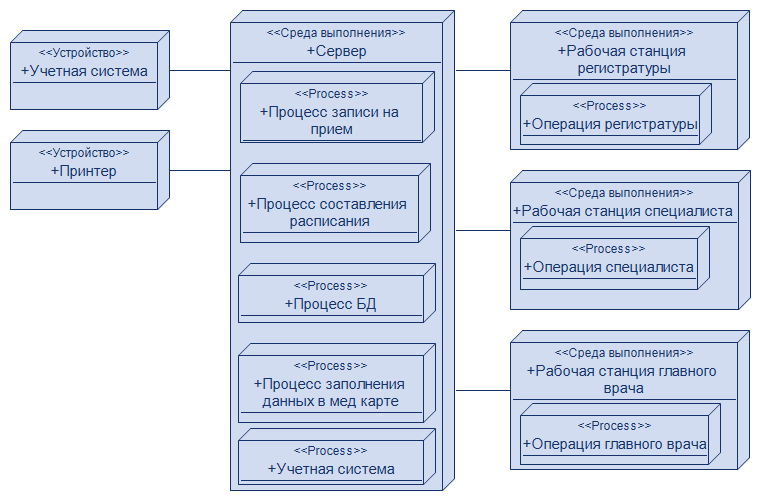 <<Устройство>>
+Учетная система
<<Устройство>>
+Принтер
<<Среда выполнения>>
+Сервер
<<Process>>
+Процесс записи на
прием
<<Process>>
+Процесс составления
расписания
<<Process>>
+Процесс БД
<<Process>>
+Процесс заполнения
данных в мед карте
<<Process>>
+Учетная система
<<Среда выполнения>>
+Рабочая станция
регистратуры
<<Process>>
+Операция регистратуры
<<Среда выполнения>>
+Рабочая станция специалиста
<<Process>>
+Операция специалиста
<<Среда выполнения>>
+Рабочая станция главного
врача
<<Process>>
+Операция главного врача